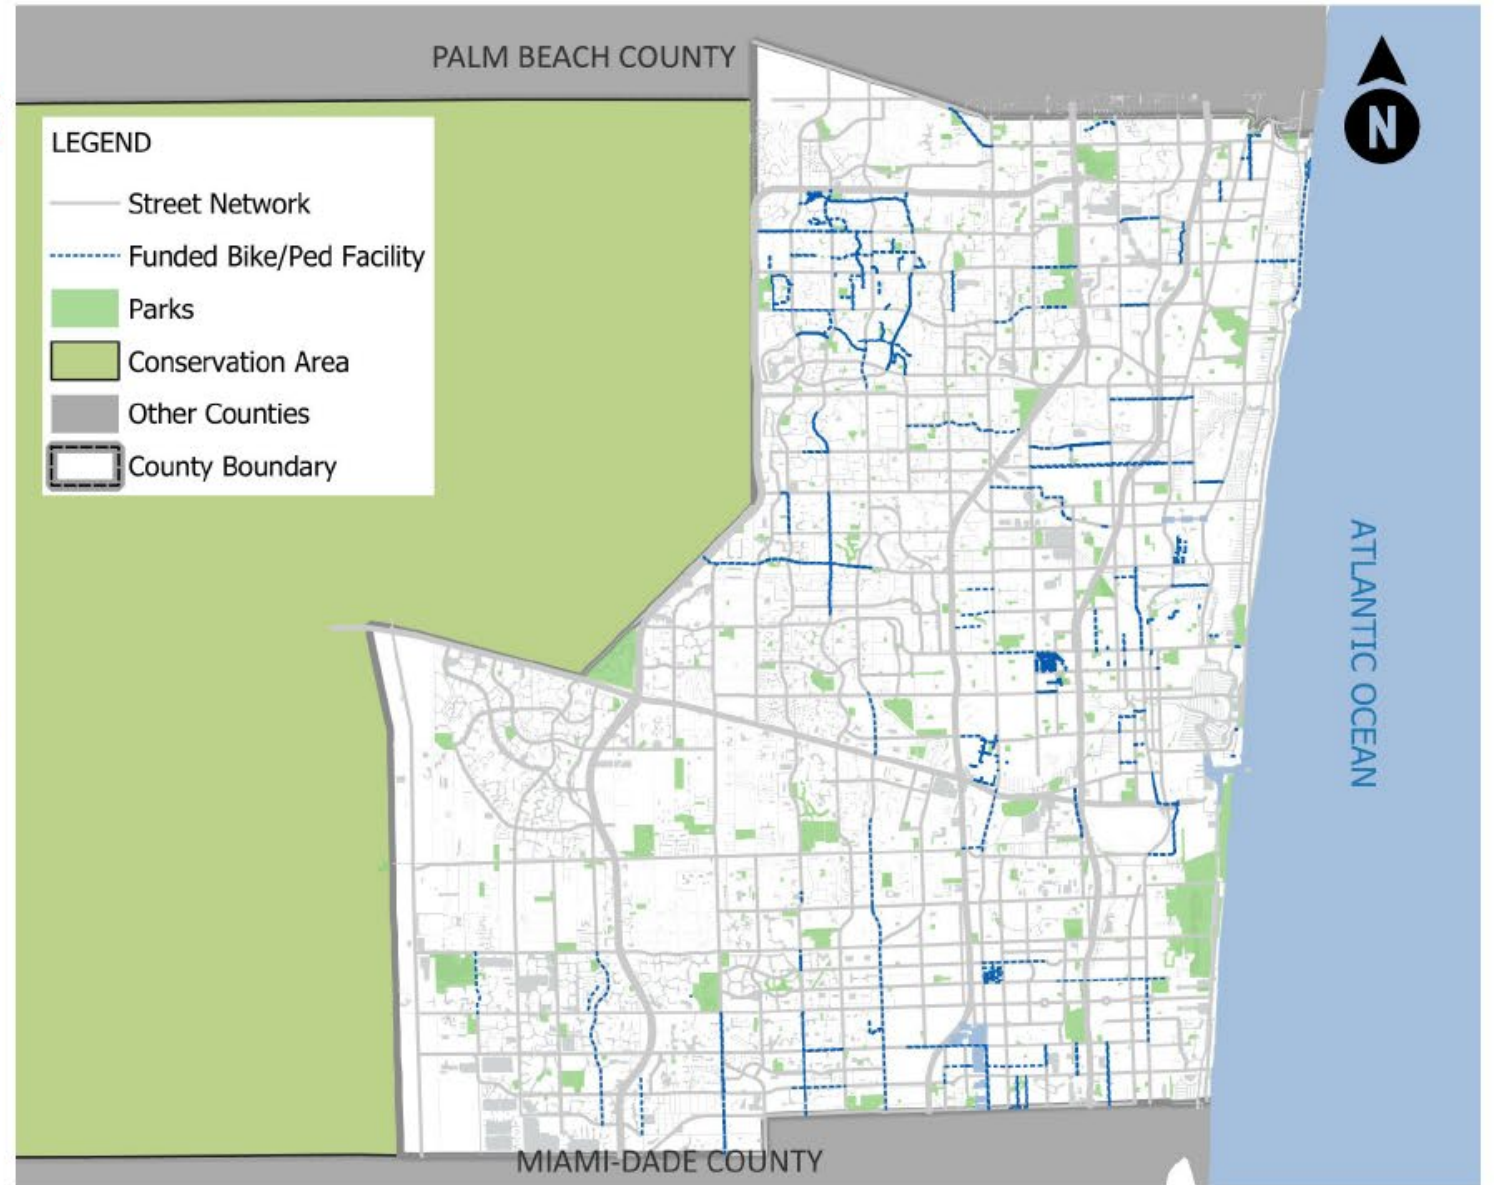 PALM BEACH COUNTY
N
LEGEND
Street Network
Funded Bike/Ped Facility
Parks
Conservation Area
Other Counties
County Boundary
ATLANTIC OCEAN
MIAMI-DADE COUNTY